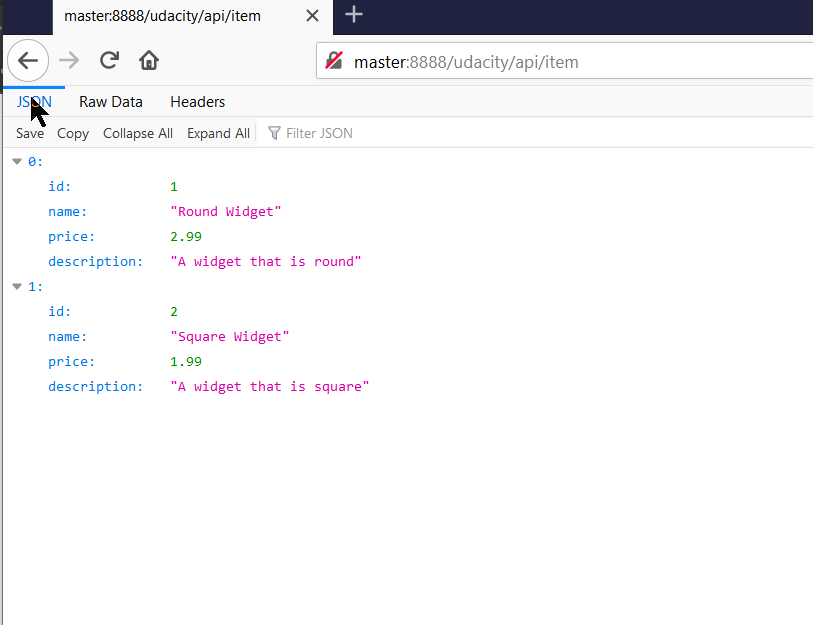 master:8888/udacity/api/item
master:8888/udacity/api/item
JSON Raw Data Headers
Save Copy Collapse All Expand All Filter JSON
0:
id: 1
name: "Round Widget"
price: 2.99
description: "A widget that is round"
1:
id: 2
name: "Square Widget"
price: 1.99
description: "A widget that is square"